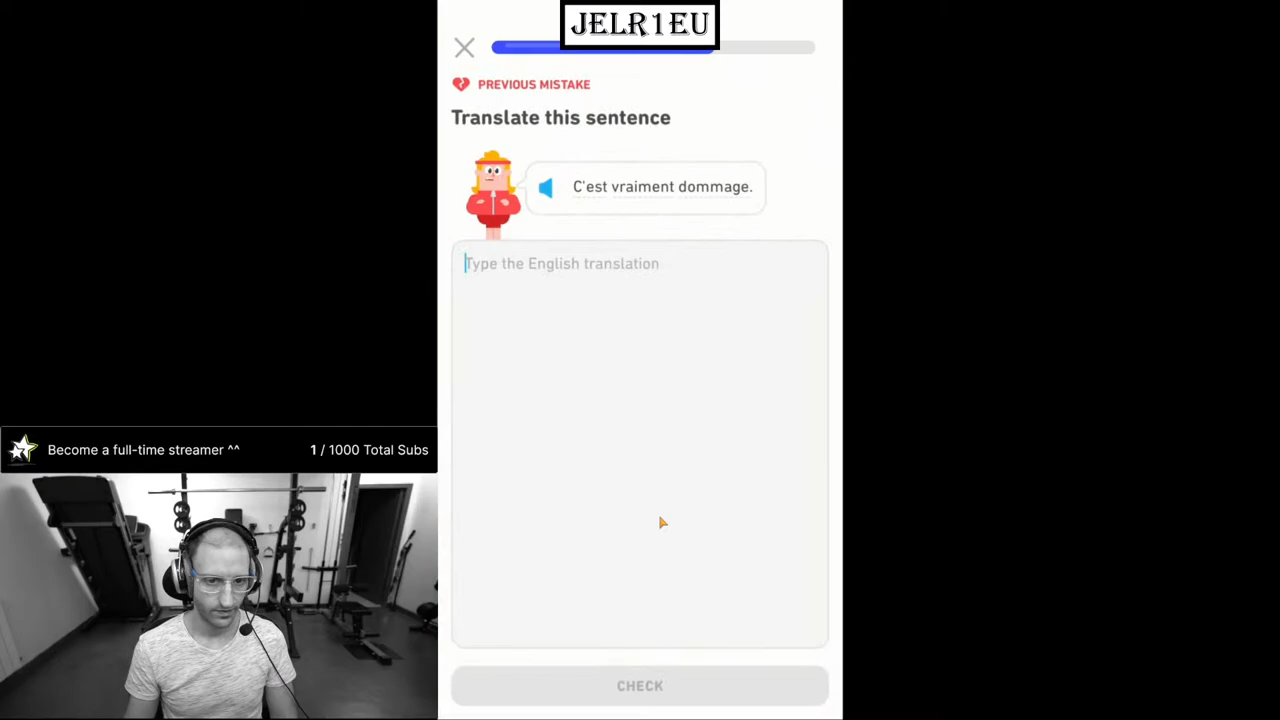 JELR1EU
PREVIOUS MISTAKE
Translate this sentence
C'est vraiment dommage.
Type the English translation
Become a full-time streamer ^^ 1 / 1000 Total Subs
CHECK